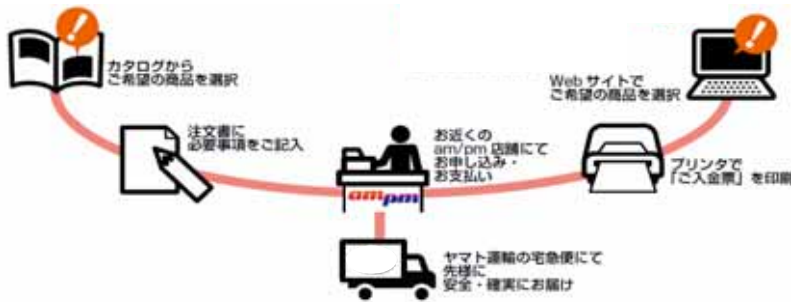 カタログから
ご希望の商品を選択
注文書に
必要事項をご記入
お近くの
am/pm 店舗にて
お申し込み・
お支払い
am
pm
Web サイトで
ご希望の商品を選択
プリンタで
「ご入金票」を印刷
ヤマト運輸の宅急便にて
先様に
安全・確実にお届け